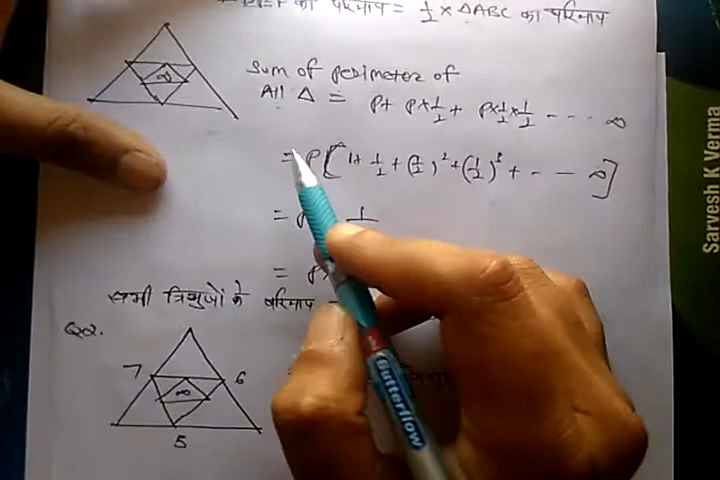 का परिमाप = 1/2 × ΔABC का परिमाप
Sum of perimeter of
All Δ = P + P×1/2 + P×1/2×1/2 - - - - ∞
∞
= P[1 + 1/2 + (1/2)² + (1/2)³ + - - - ∞]
= P 1
= P×
सभी त्रिभुजों के परिमाप
Q2.
7 6
∞
5
Butterflow
Sarvesh K Verma